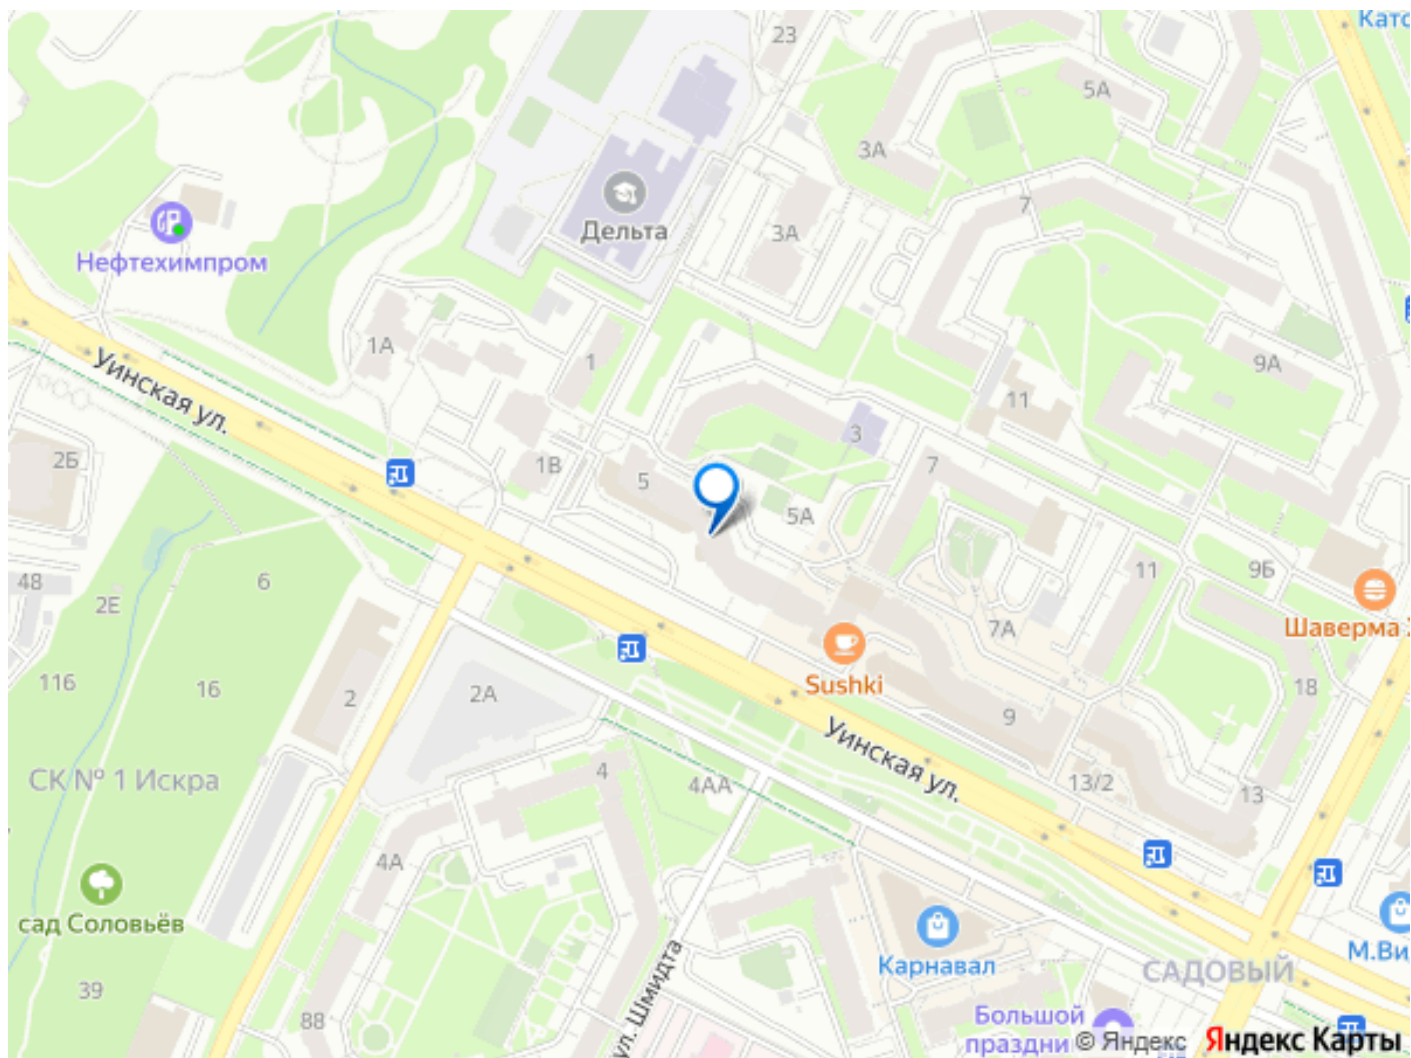 Като
23
5А
3А
Дельта
3А
7
Нефтехимпром
1А
1
9А
Уинская ул.
11
3
2Б
1В
5
7
5А
48
2Е
6
11
9Б
7А
Шаверма
116
16
2
2А
Sushki
18
9
Уинская ул.
СК № 1 Искра
4
4АА
13/2
13
4А
сад Соловьёв
Карнавал
М.Ви
САДОВЫЙ
39
88
ул. Шмидта
Большой
праздни
© Яндекс Яндекс Карты